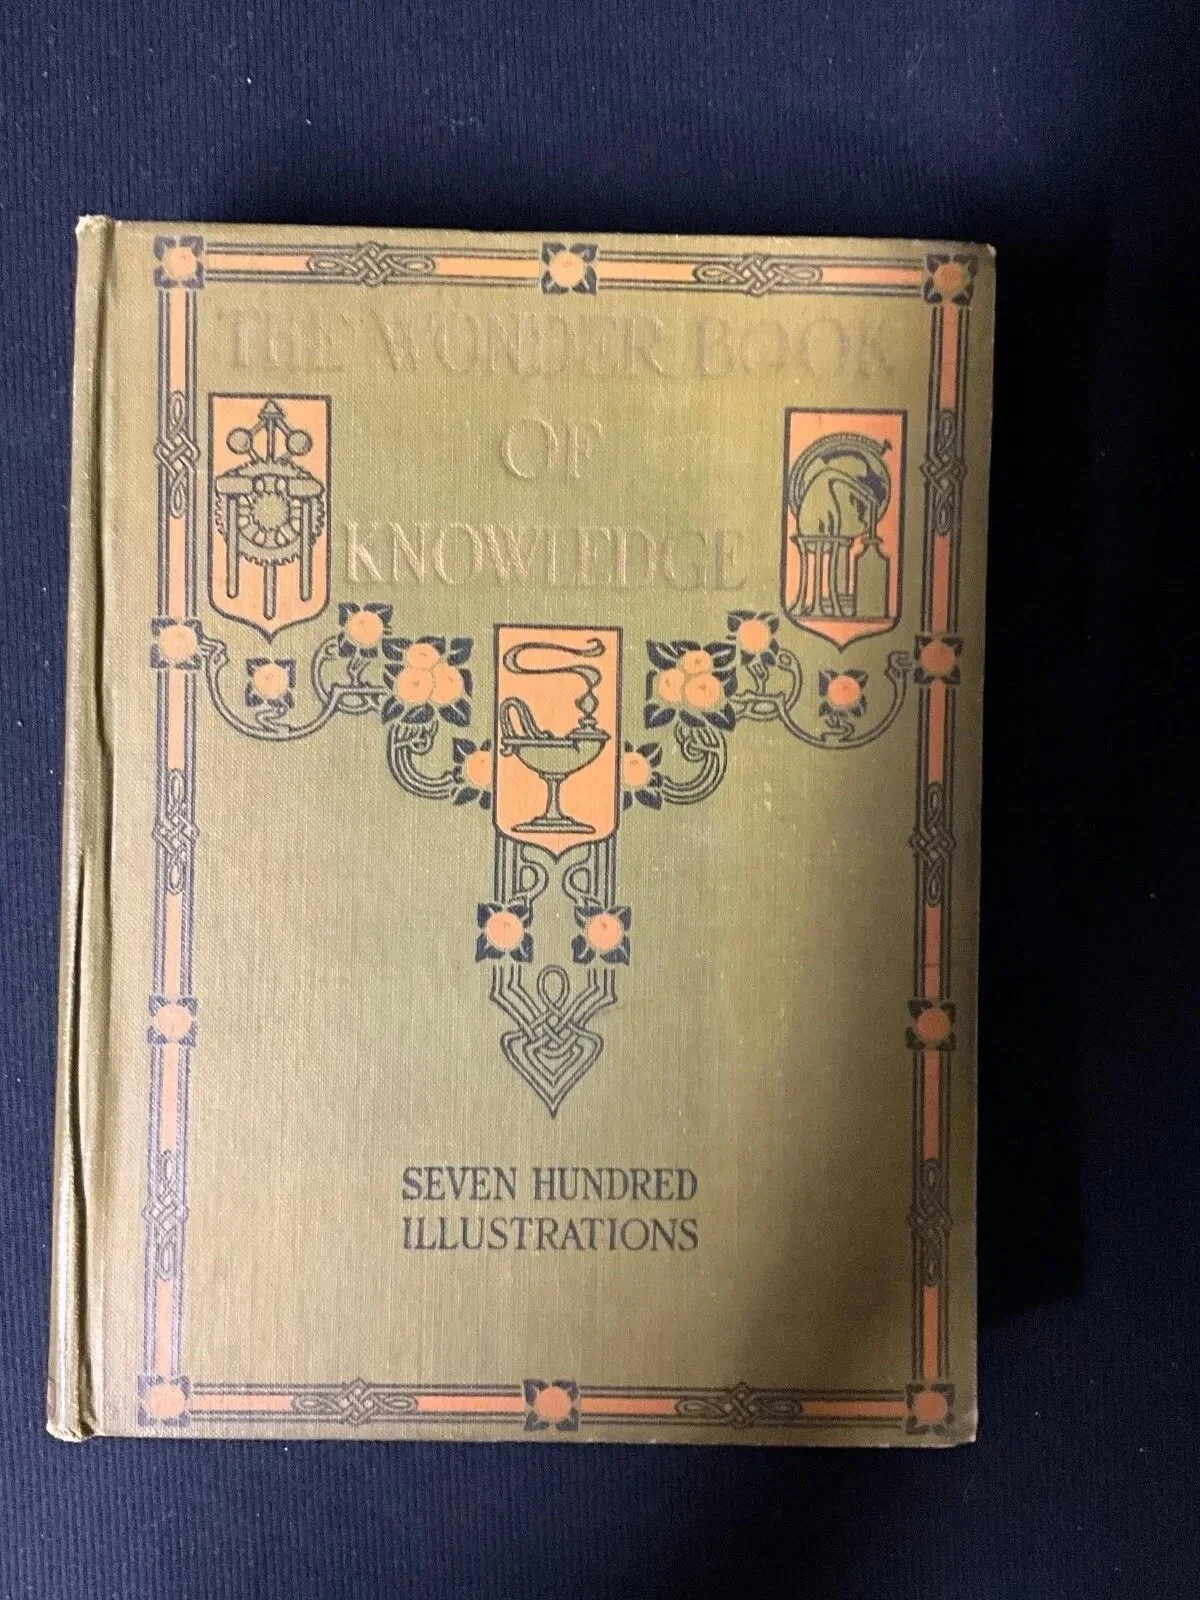 THE WONDER BOOK
OF
KNOWLEDGE
SEVEN HUNDRED
ILLUSTRATIONS